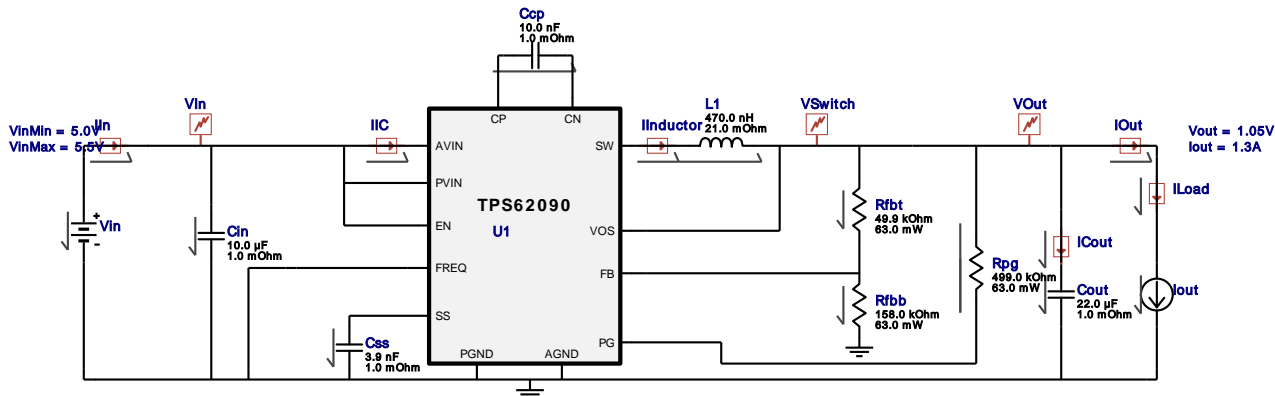 Ccp
10.0 nF
1.0 mOhm
VIn
L1
VSwitch
VOut
VinMin = 5.0V
IIn
IIC
CP
CN
IInductor
470.0 nH
21.0 mOhm
IOut
Vout = 1.05V
VinMax = 5.5V
Iout = 1.3A
AVIN
SW
PVIN
TPS62090
Rfbt
49.9 kOhm
63.0 mW
ILoad
+
Vin
-
Cin
10.0 µF
1.0 mOhm
EN
U1
VOS
ICout
FREQ
FB
Rpg
499.0 kOhm
63.0 mW
Rfbb
158.0 kOhm
63.0 mW
Cout
22.0 µF
1.0 mOhm
Iout
SS
Css
3.9 nF
1.0 mOhm
PGND
AGND
PG